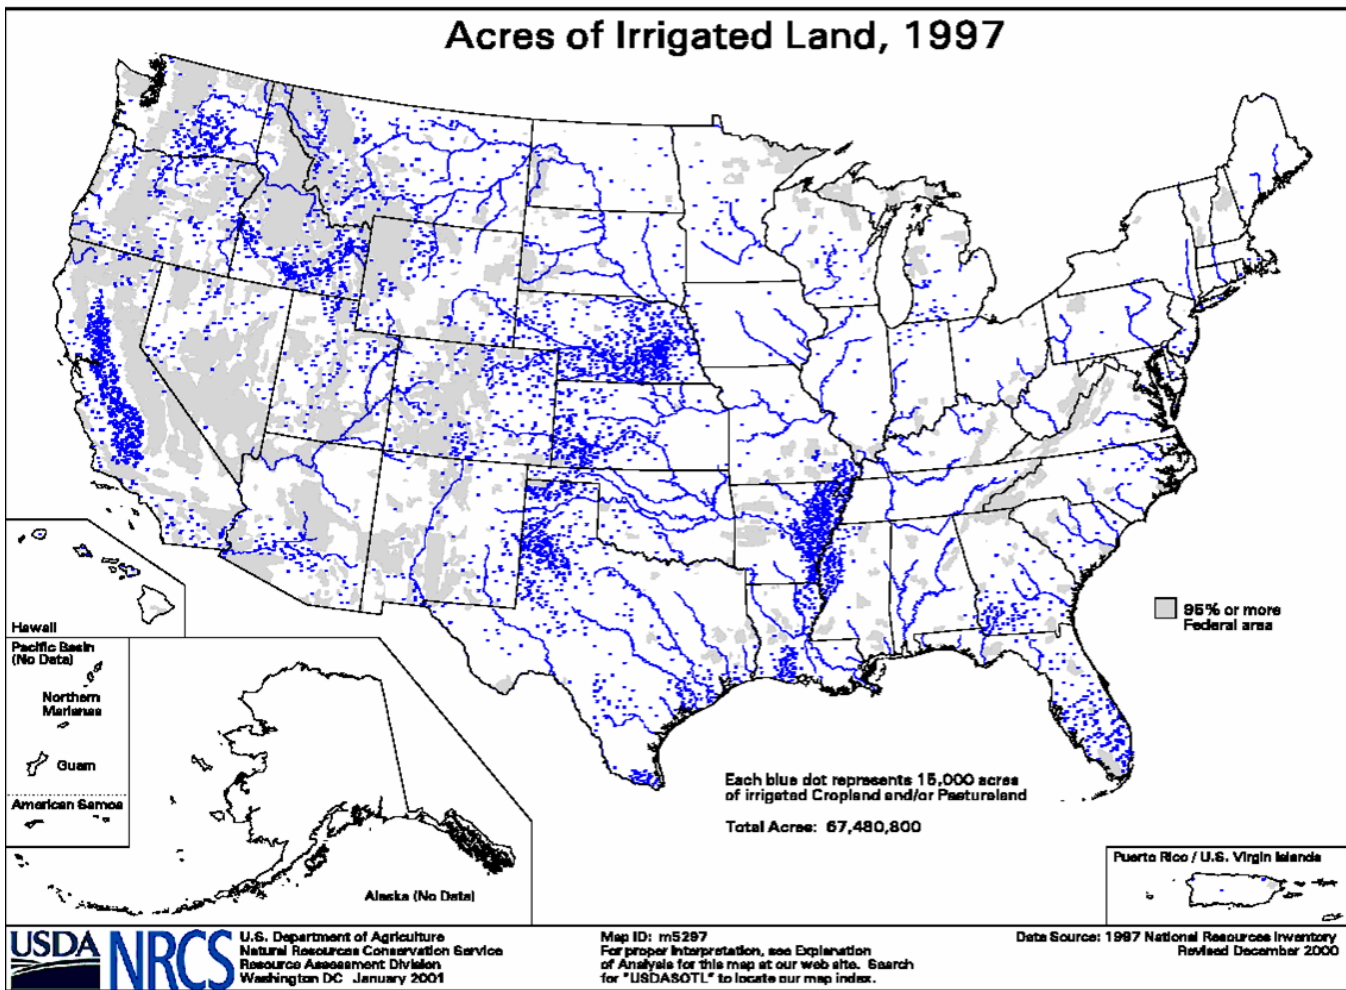 Acres of Irrigated Land, 1997
95% or more
Federal area
Hawaii
Pacific Basin
(No Data)
Northern
Marianas
Guam
American Samoa
Alaska (No Data)
Each blue dot represents 15,000 acres
of irrigated Cropland and/or Pastureland
Total Acres: 67,480,800
Puerto Rico / U.S. Virgin Islands
USDA
NRCS
U.S. Department of Agriculture
Natural Resources Conservation Service
Resource Assessment Division
Washington DC January 2001
Map ID: m5297
For proper interpretation, see Explanation
of Analysis for this map at our web site. Search
for "USDASOTL" to locate our map index.
Data Source: 1997 National Resources Inventory
Revised December 2000